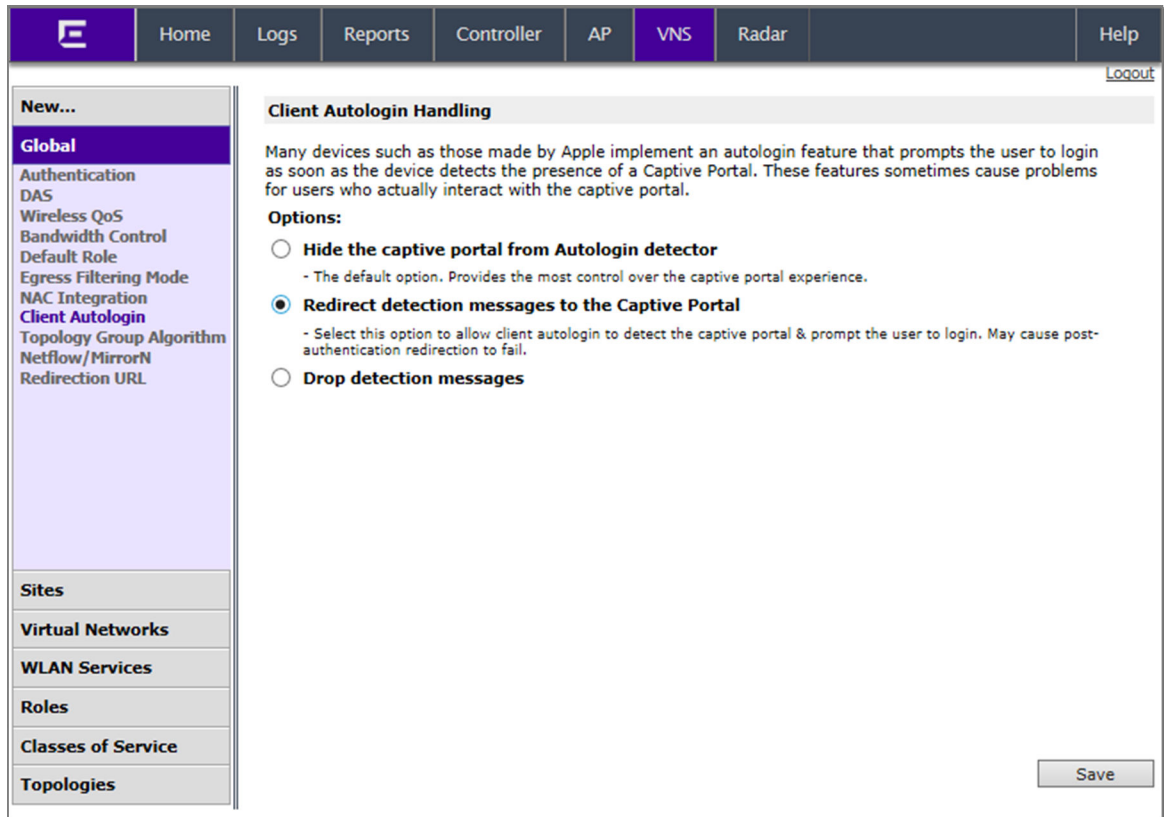 Home Logs Reports Controller AP VNS Radar Help
Logout
New...
Global
Authentication
DAS
Wireless QoS
Bandwidth Control
Default Role
Egress Filtering Mode
NAC Integration
Client Autologin
Topology Group Algorithm
Netflow/MirrorN
Redirection URL
Sites
Virtual Networks
WLAN Services
Roles
Classes of Service
Topologies
Client Autologin Handling
Many devices such as those made by Apple implement an autologin feature that prompts the user to login
as soon as the device detects the presence of a Captive Portal. These features sometimes cause problems
for users who actually interact with the captive portal.
Options:
Hide the captive portal from Autologin detector
- The default option. Provides the most control over the captive portal experience.
Redirect detection messages to the Captive Portal
- Select this option to allow client autologin to detect the captive portal & prompt the user to login. May cause post-
authentication redirection to fail.
Drop detection messages
Save